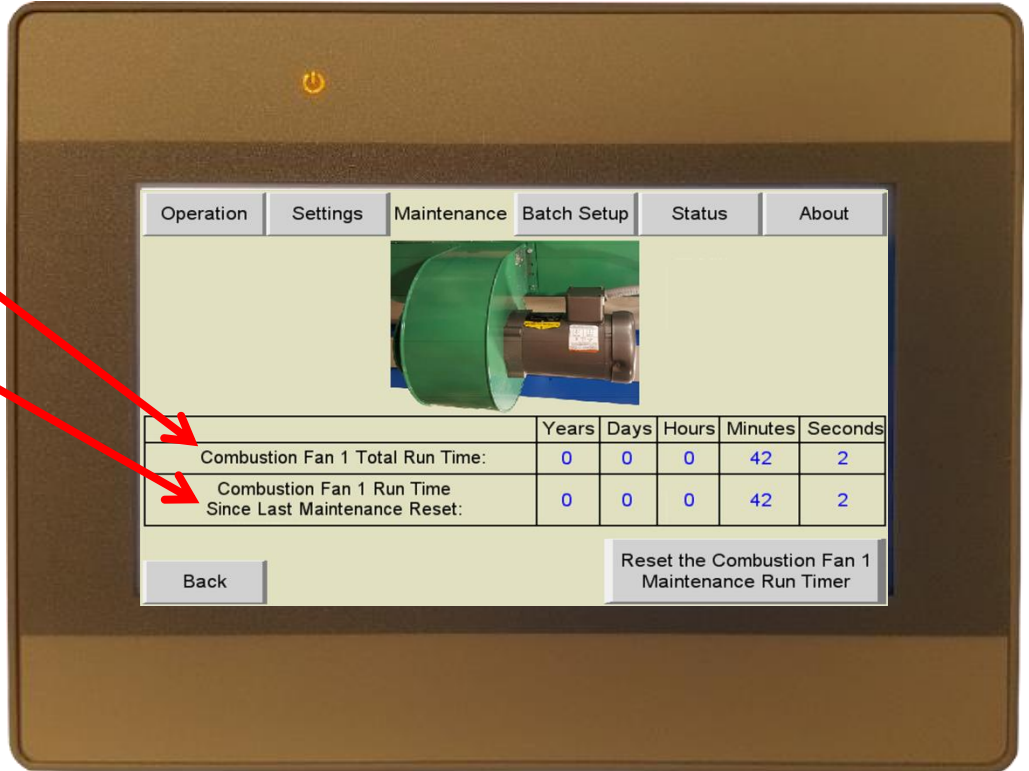 Operation Settings Maintenance Batch Setup Status About
Years Days Hours Minutes Seconds
Combustion Fan 1 Total Run Time: 0 0 0 42 2
Combustion Fan 1 Run Time
Since Last Maintenance Reset: 0 0 0 42 2
Reset the Combustion Fan 1
Maintenance Run Timer
Back